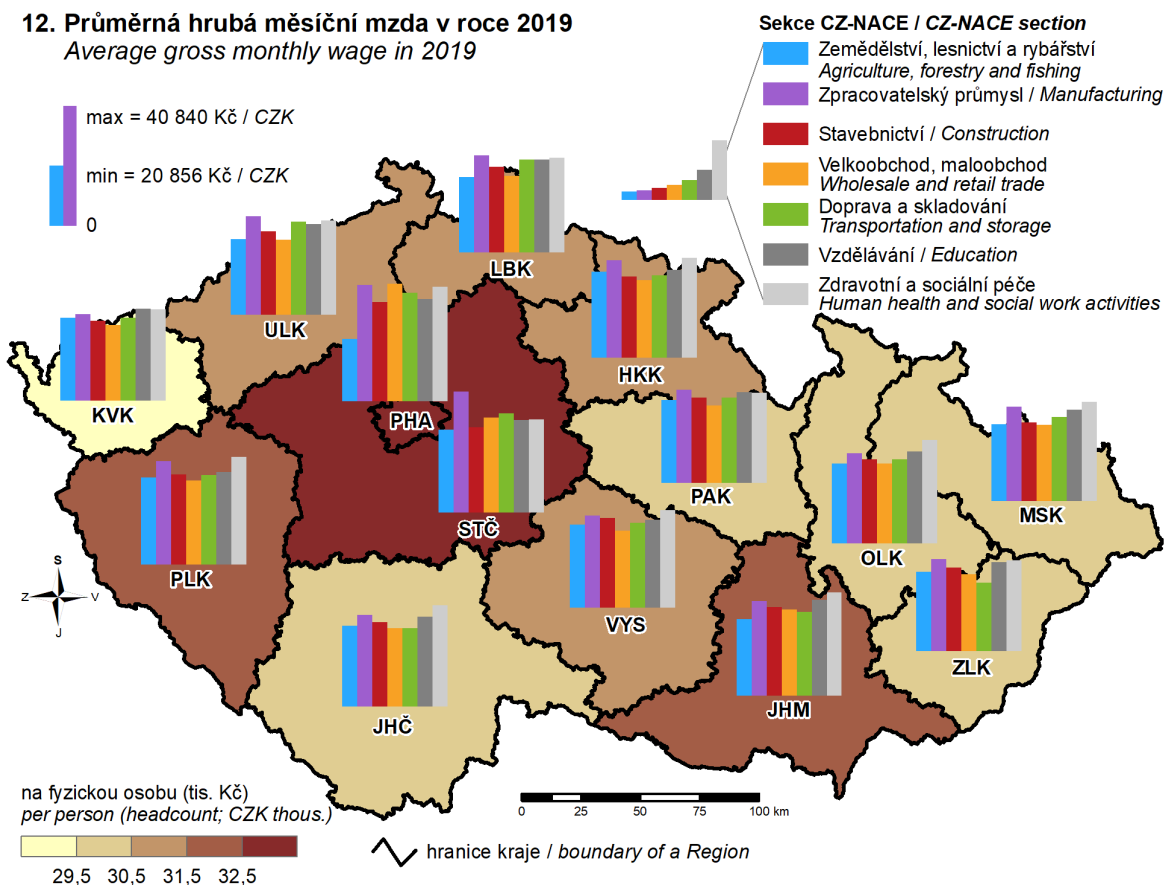 12. Průměrná hrubá měsíční mzda v roce 2019
Average gross monthly wage in 2019
max = 40 840 Kč / CZK
min = 20 856 Kč / CZK
0
Sekce CZ-NACE / CZ-NACE section
Zemědělství, lesnictví a rybářství
Agriculture, forestry and fishing
Zpracovatelský průmysl / Manufacturing
Stavebnictví / Construction
Velkoobchod, maloobchod
Wholesale and retail trade
Doprava a skladování
Transportation and storage
Vzdělávání / Education
Zdravotní a sociální péče
Human health and social work activities
LBK
ULK
HKK
KVK
PHA
PAK
MSK
STČ
OLK
PLK
VYS
ZLK
JHM
JHČ
S
Z V
J
na fyzickou osobu (tis. Kč)
per person (headcount; CZK thous.)
29,5 30,5 31,5 32,5
0 25 50 75 100 km
hranice kraje / boundary of a Region